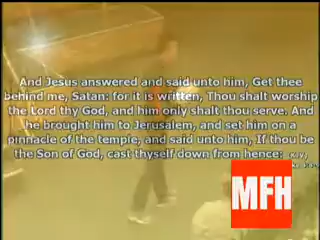 And Jesus answered and said unto him, Get thee
behind me, Satan: for it is written, Thou shalt worship
the Lord thy God, and him only shalt thou serve. And
he brought him to Jerusalem, and set him on a
pinnacle of the temple, and said unto him, If thou be
the Son of God, cast thyself down from hence: KJV,
MFH